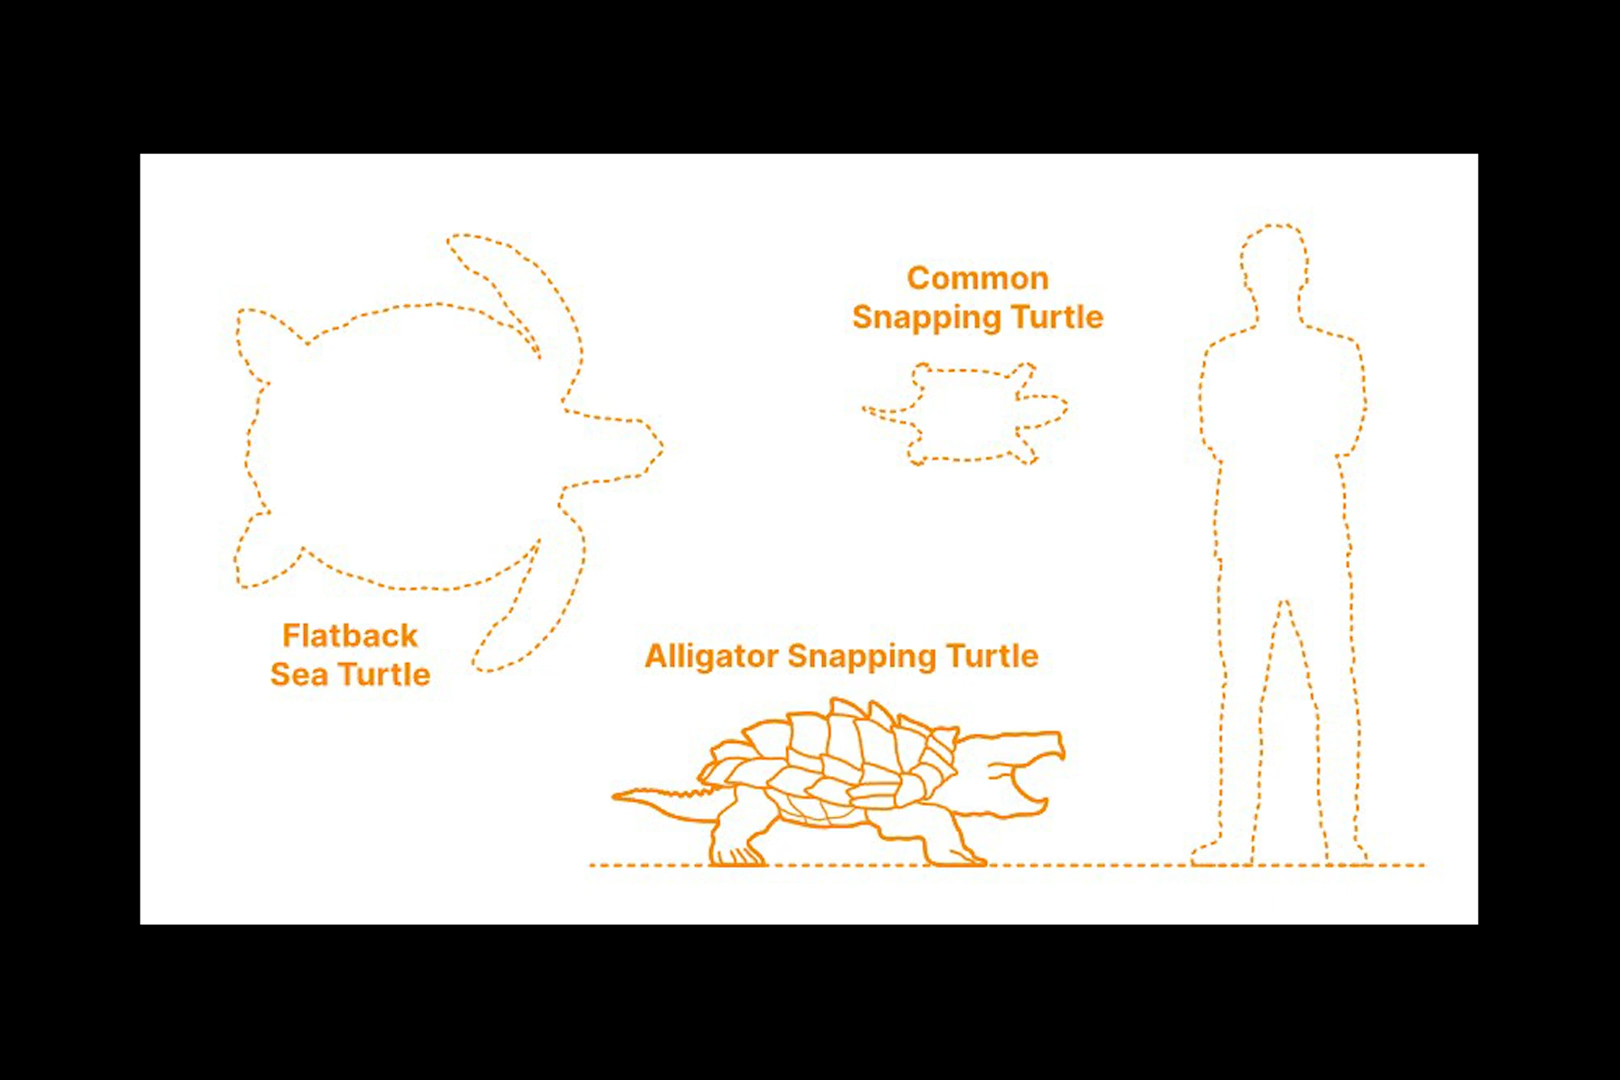 Common
Snapping Turtle
Flatback
Sea Turtle
Alligator Snapping Turtle